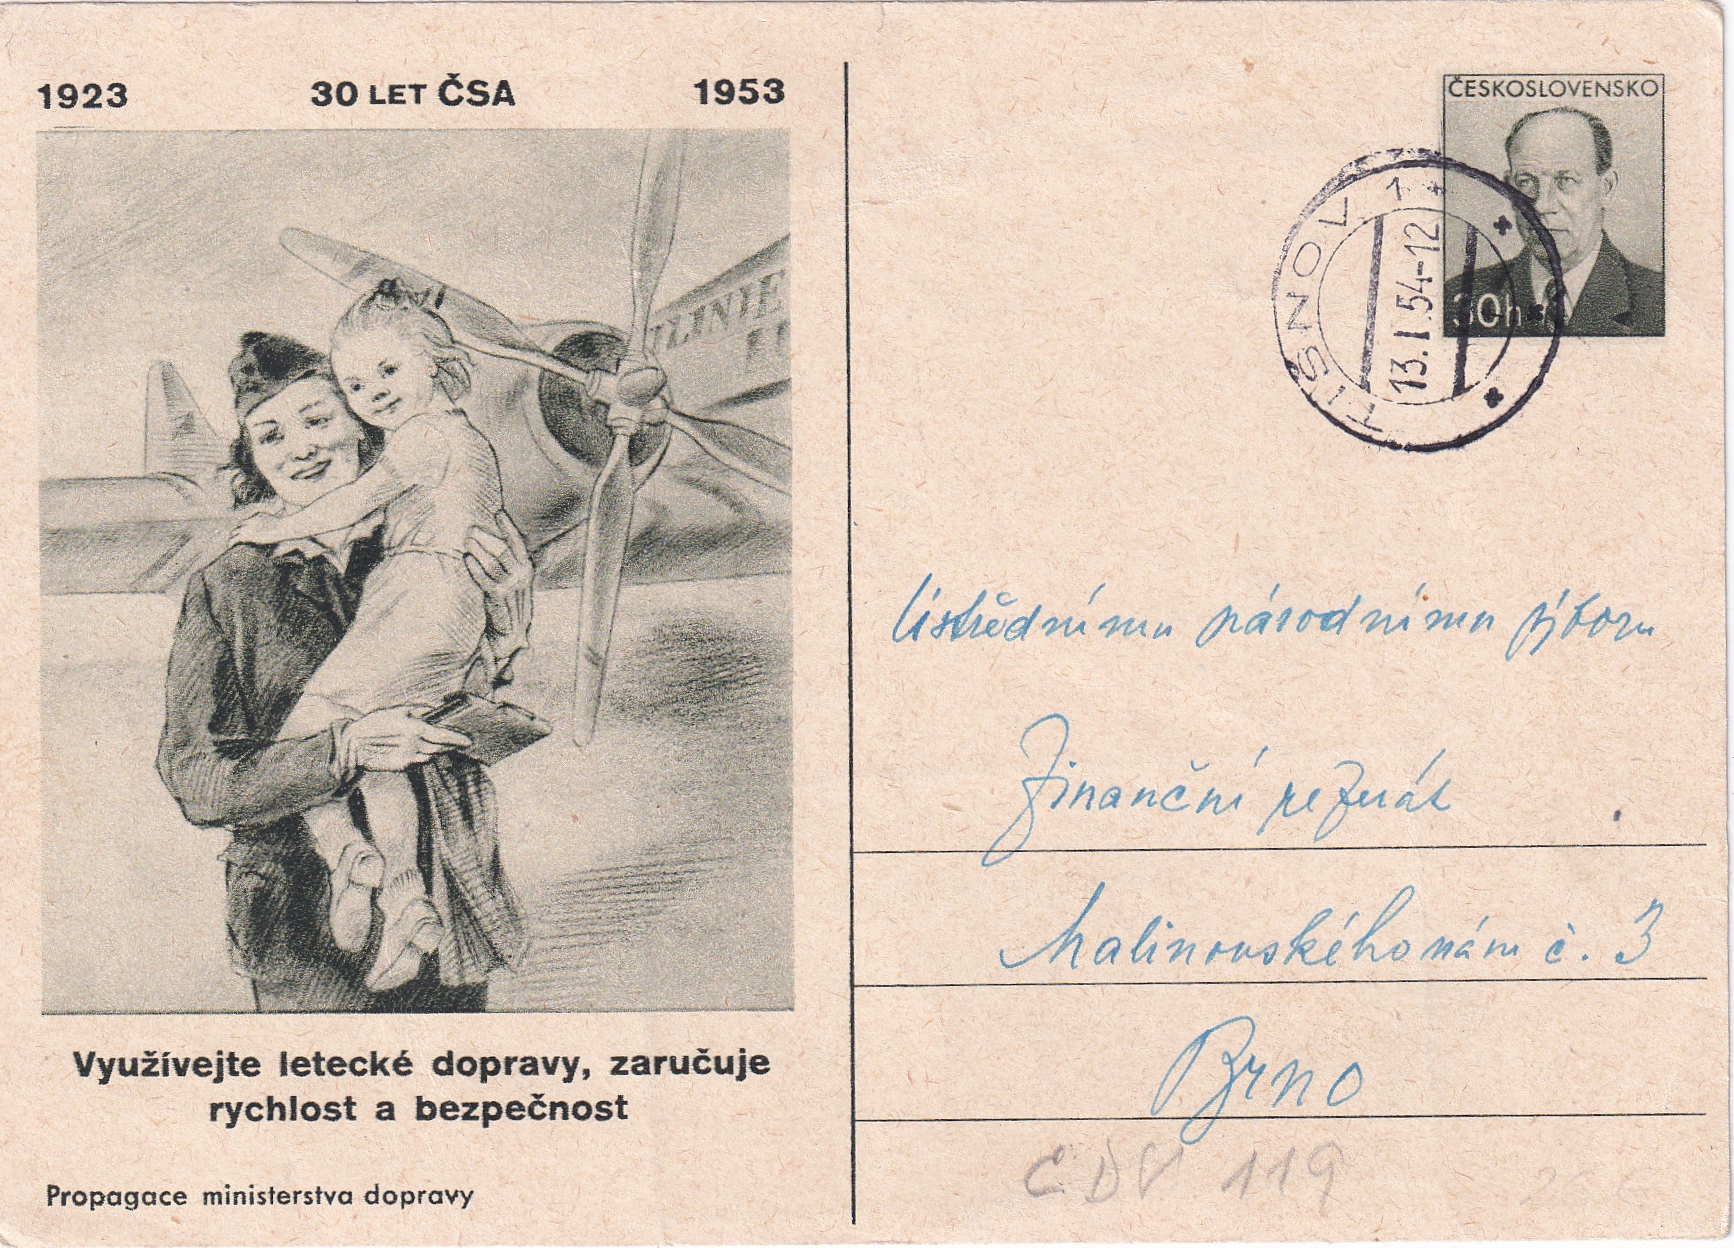 1923 30 LET ČSA 1953
LINIE
Využívejte letecké dopravy, zaručuje
rychlost a bezpečnost
Propagace ministerstva dopravy
ČESKOSLOVENSKO
30h
TIŠNOV 1
13.I.54-12
Ústřednímu národnímu výboru
Finanční referát
Malinovského nám č. 3
Brno
CDV 119